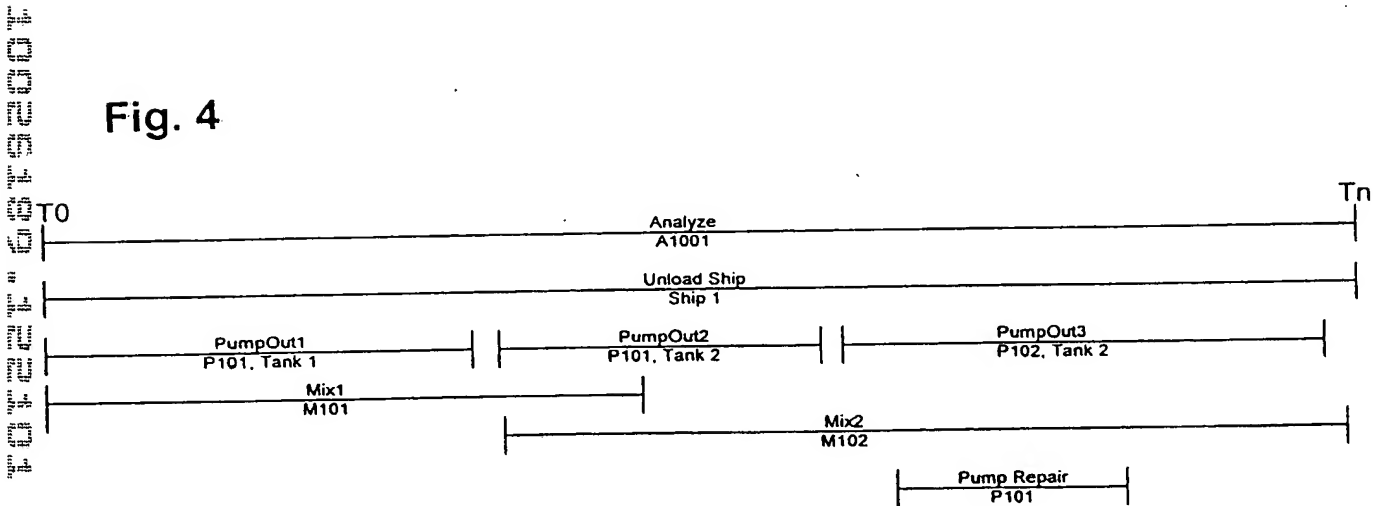 Fig. 4
T0
Tn
Analyze
A1001
Unload Ship
Ship 1
PumpOut1
P101, Tank 1
PumpOut2
P101, Tank 2
PumpOut3
P102, Tank 2
Mix1
M101
Mix2
M102
Pump Repair
P101